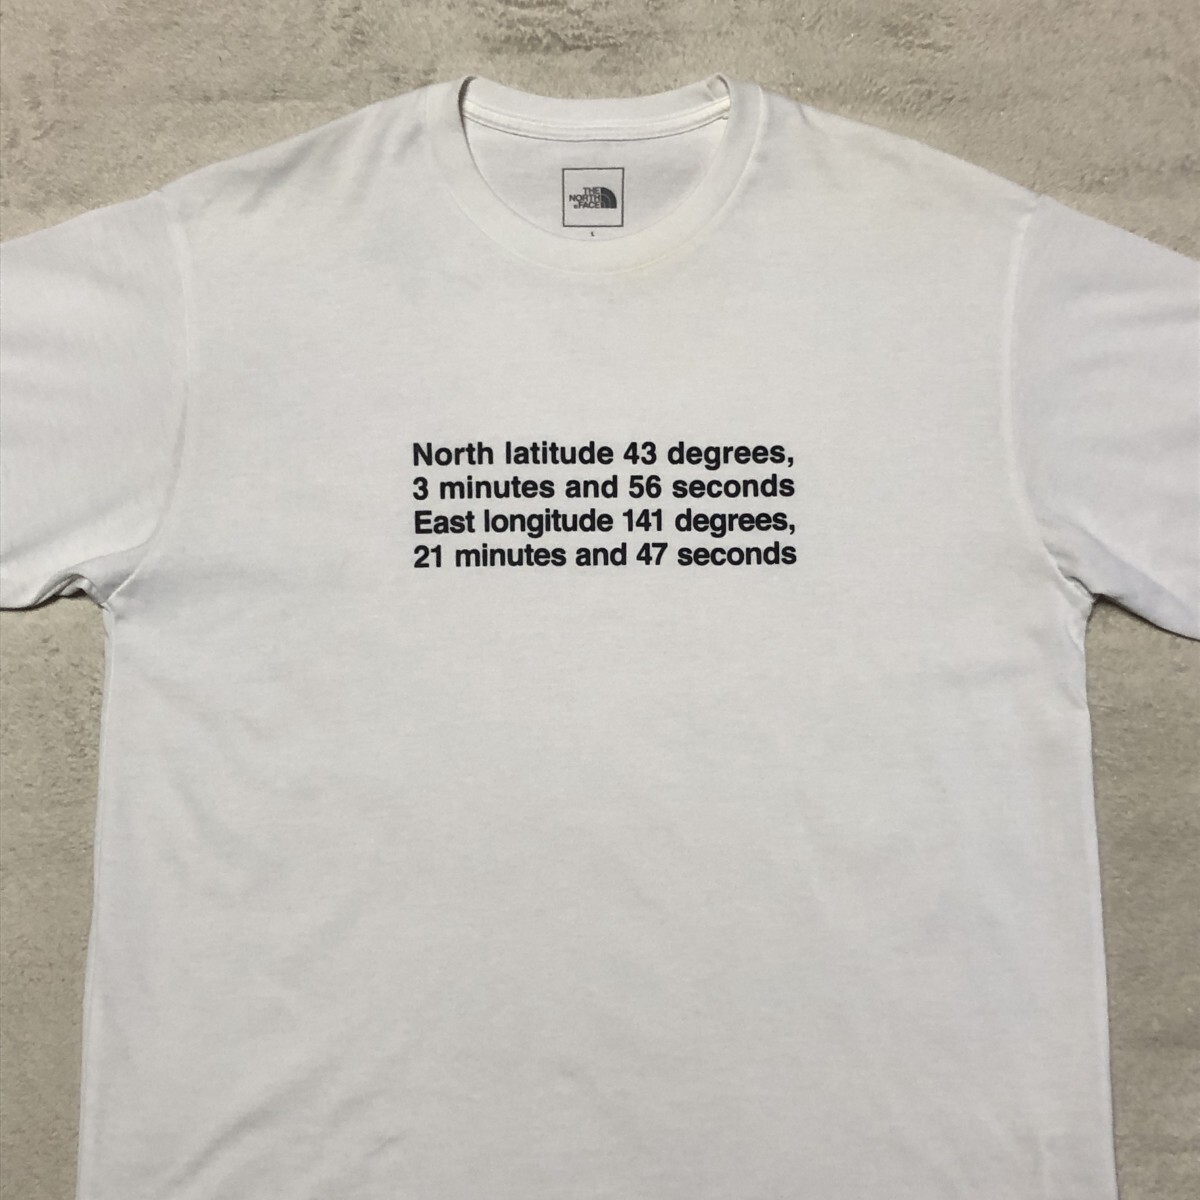 THE
NORTH
FACE
L
North latitude 43 degrees,
3 minutes and 56 seconds
East longitude 141 degrees,
21 minutes and 47 seconds